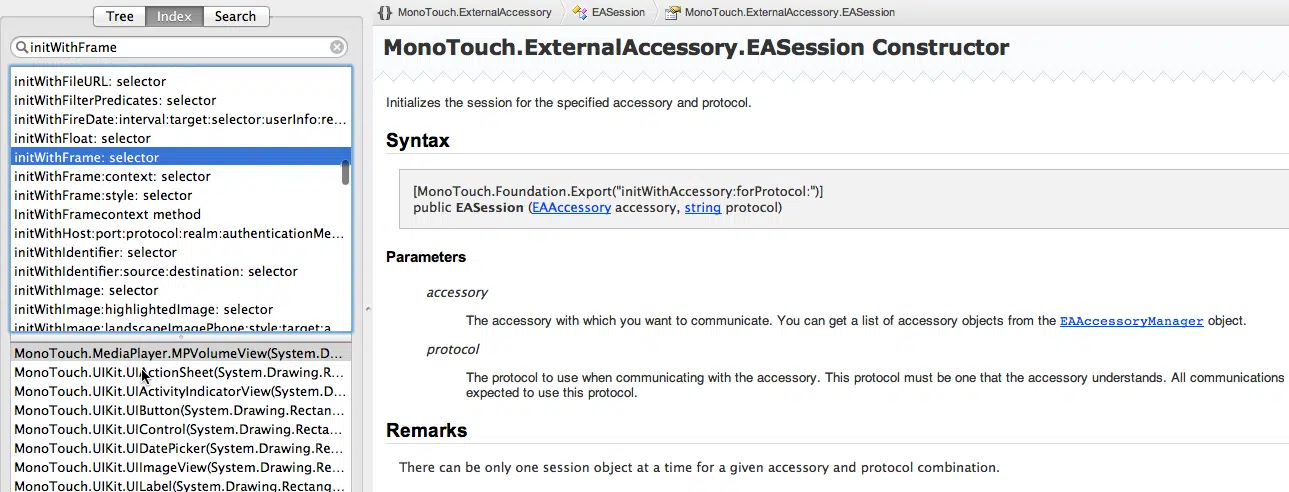 Tree Index Search
initWithFrame
initWithFileURL: selector
initWithFilterPredicates: selector
initWithFireDate:interval:target:selector:userInfo:re...
initWithFloat: selector
initWithFrame: selector
initWithFrame:context: selector
initWithFrame:style: selector
InitWithFramecontext method
initWithHost:port:protocol:realm:authenticationMe...
initWithIdentifier: selector
initWithIdentifier:source:destination: selector
initWithImage: selector
initWithImage:highlightedImage: selector
initWithImage:landscapeImagePhone:style:target:a
MonoTouch.MediaPlayer.MPVolumeView(System.D...
MonoTouch.UIKit.UIActionSheet(System.Drawing.R...
MonoTouch.UIKit.UIActivityIndicatorView(System.D...
MonoTouch.UIKit.UIButton(System.Drawing.Rectan...
MonoTouch.UIKit.UIControl(System.Drawing.Recta...
MonoTouch.UIKit.UIDatePicker(System.Drawing.Re...
MonoTouch.UIKit.UIImageView(System.Drawing.Re...
MonoTouch.UIKit.UILabel(System.Drawing.Rectang...
{} MonoTouch.ExternalAccessory EASession MonoTouch.ExternalAccessory.EASession
MonoTouch.ExternalAccessory.EASession Constructor
Initializes the session for the specified accessory and protocol.
Syntax
[MonoTouch.Foundation.Export("initWithAccessory:forProtocol:")]
public EASession (EAAccessory accessory, string protocol)
Parameters
accessory
The accessory with which you want to communicate. You can get a list of accessory objects from the EAAccessoryManager object.
protocol
The protocol to use when communicating with the accessory. This protocol must be one that the accessory understands. All communications
expected to use this protocol.
Remarks
There can be only one session object at a time for a given accessory and protocol combination.